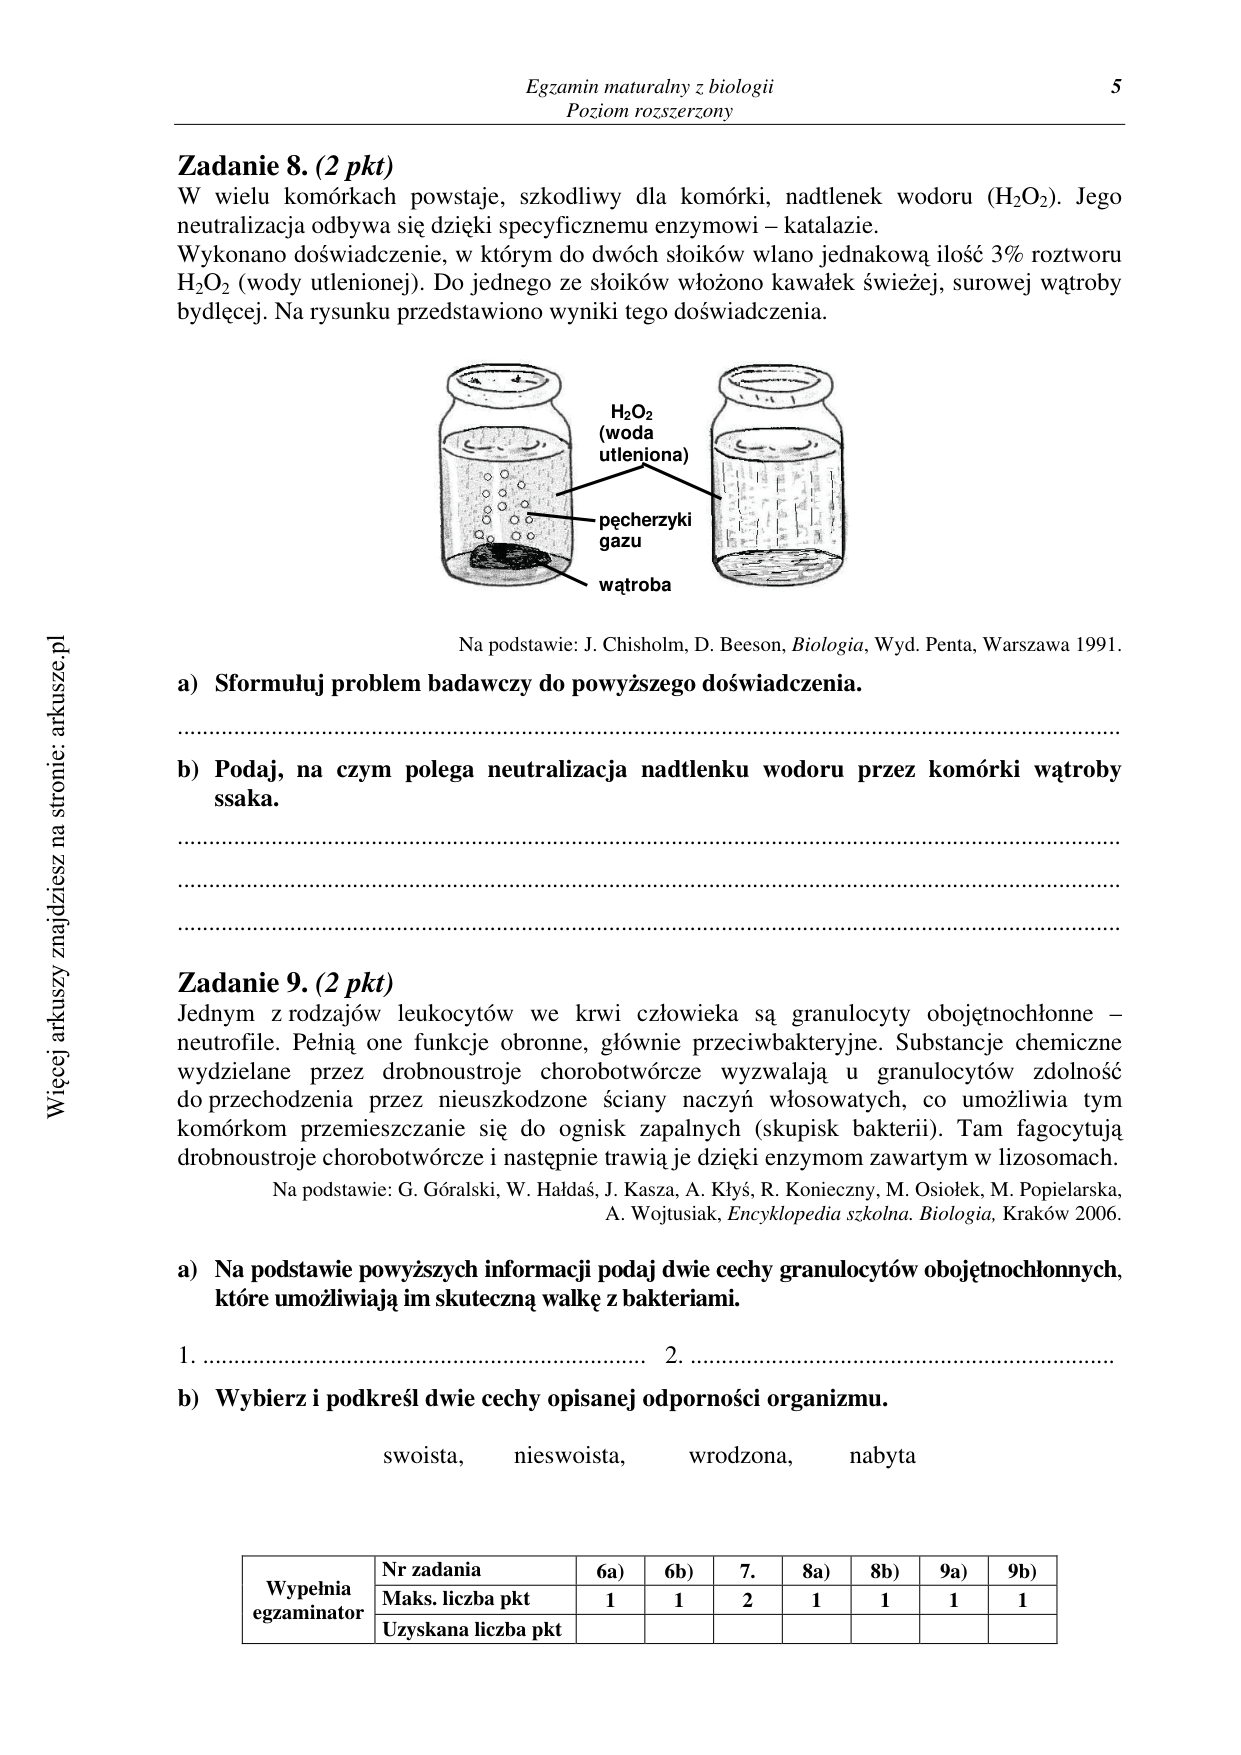 Egzamin maturalny z biologii
5
Poziom rozszerzony
Zadanie 8. (2 pkt)
W wielu komórkach powstaje, szkodliwy dla komórki, nadtlenek wodoru (H₂O₂). Jego
neutralizacja odbywa się dzięki specyficznemu enzymowi – katalazie.
Wykonano doświadczenie, w którym do dwóch słoików wlano jednakową ilość 3% roztworu
H₂O₂ (wody utlenionej). Do jednego ze słoików włożono kawałek świeżej, surowej wątroby
bydlęcej. Na rysunku przedstawiono wyniki tego doświadczenia.
H₂O₂
(woda
utleniona)
pęcherzyki
gazu
wątroba
Na podstawie: J. Chisholm, D. Beeson, Biologia, Wyd. Penta, Warszawa 1991.
a) Sformułuj problem badawczy do powyższego doświadczenia.
b) Podaj, na czym polega neutralizacja nadtlenku wodoru przez komórki wątroby
ssaka.
Zadanie 9. (2 pkt)
Jednym z rodzajów leukocytów we krwi człowieka są granulocyty obojętnochłonne –
neutrofile. Pełnią one funkcje obronne, głównie przeciwbakteryjne. Substancje chemiczne
wydzielane przez drobnoustroje chorobotwórcze wyzwalają u granulocytów zdolność
do przechodzenia przez nieuszkodzone ściany naczyń włosowatych, co umożliwia tym
komórkom przemieszczanie się do ognisk zapalnych (skupisk bakterii). Tam fagocytują
drobnoustroje chorobotwórcze i następnie trawią je dzięki enzymom zawartym w lizosomach.
Na podstawie: G. Góralski, W. Hałdaś, J. Kasza, A. Kłyś, R. Konieczny, M. Osiołek, M. Popielarska,
A. Wojtusiak, Encyklopedia szkolna. Biologia, Kraków 2006.
a) Na podstawie powyższych informacji podaj dwie cechy granulocytów obojętnochłonnych,
które umożliwiają im skuteczną walkę z bakteriami.
1. ....................................................................... 2. ....................................................................
b) Wybierz i podkreśl dwie cechy opisanej odporności organizmu.
swoista, nieswoista, wrodzona, nabyta
Wypełnia
egzaminator
Nr zadania 6a) 6b) 7. 8a) 8b) 9a) 9b)
Maks. liczba pkt 1 1 2 1 1 1 1
Uzyskana liczba pkt
Więcej arkuszy znajdziesz na stronie: arkusze.pl